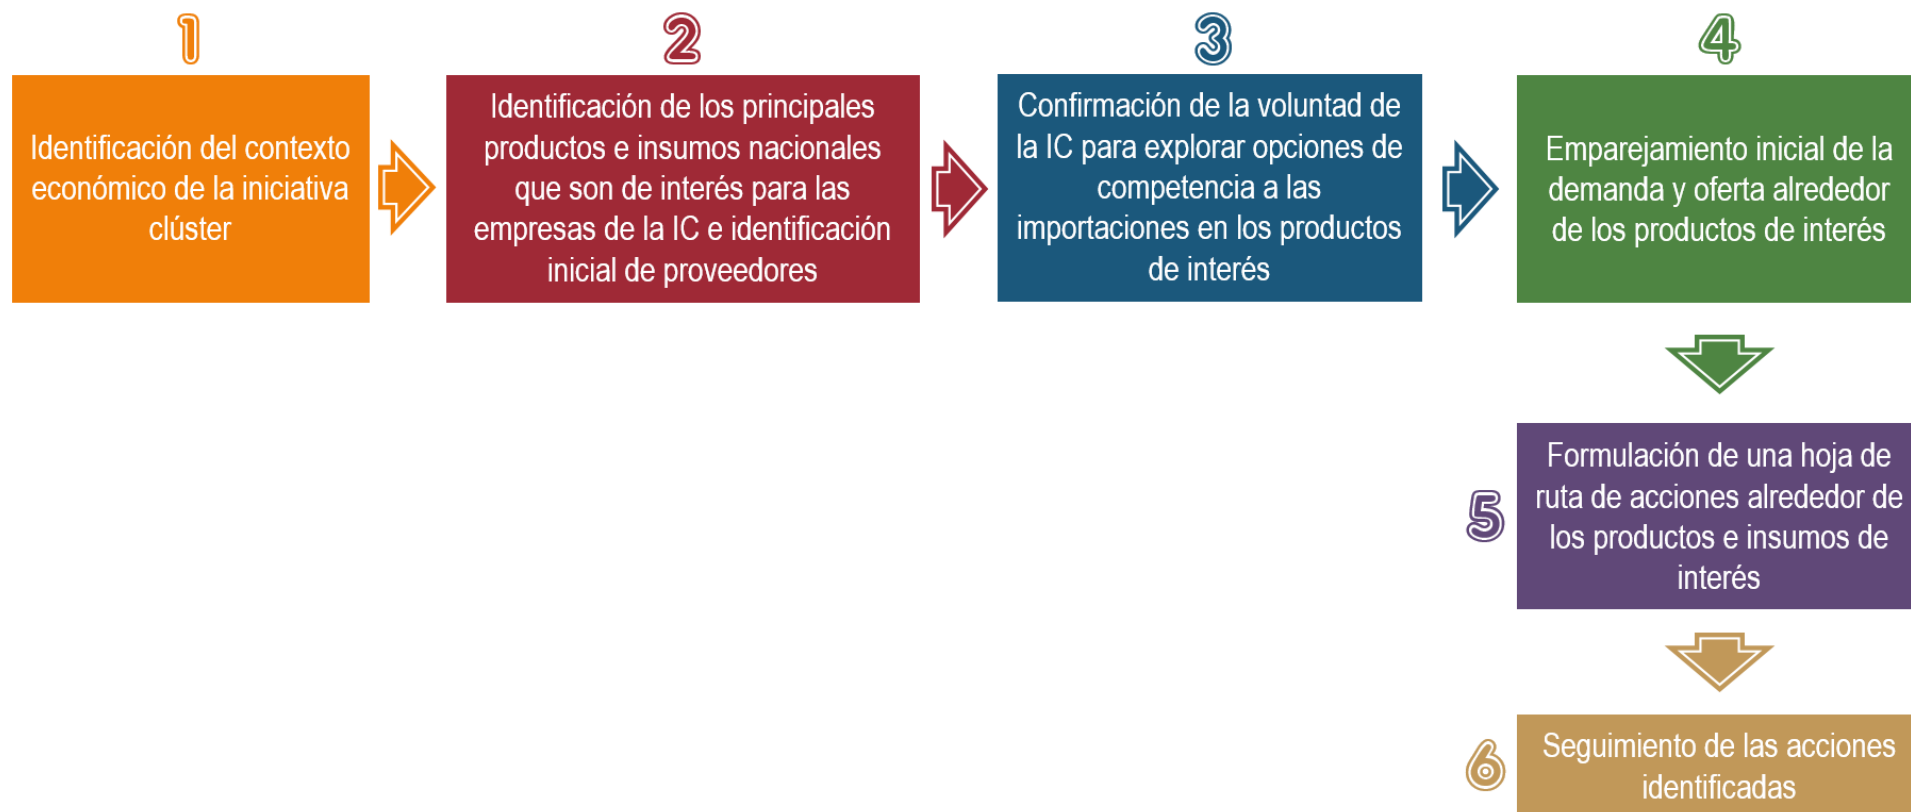 1
Identificación del contexto
económico de la iniciativa
clúster
2
Identificación de los principales
productos e insumos nacionales
que son de interés para las
empresas de la IC e identificación
inicial de proveedores
3
Confirmación de la voluntad de
la IC para explorar opciones de
competencia a las
importaciones en los productos
de interés
4
Emparejamiento inicial de la
demanda y oferta alrededor
de los productos de interés
5
Formulación de una hoja de
ruta de acciones alrededor de
los productos e insumos de
interés
6
Seguimiento de las acciones
identificadas